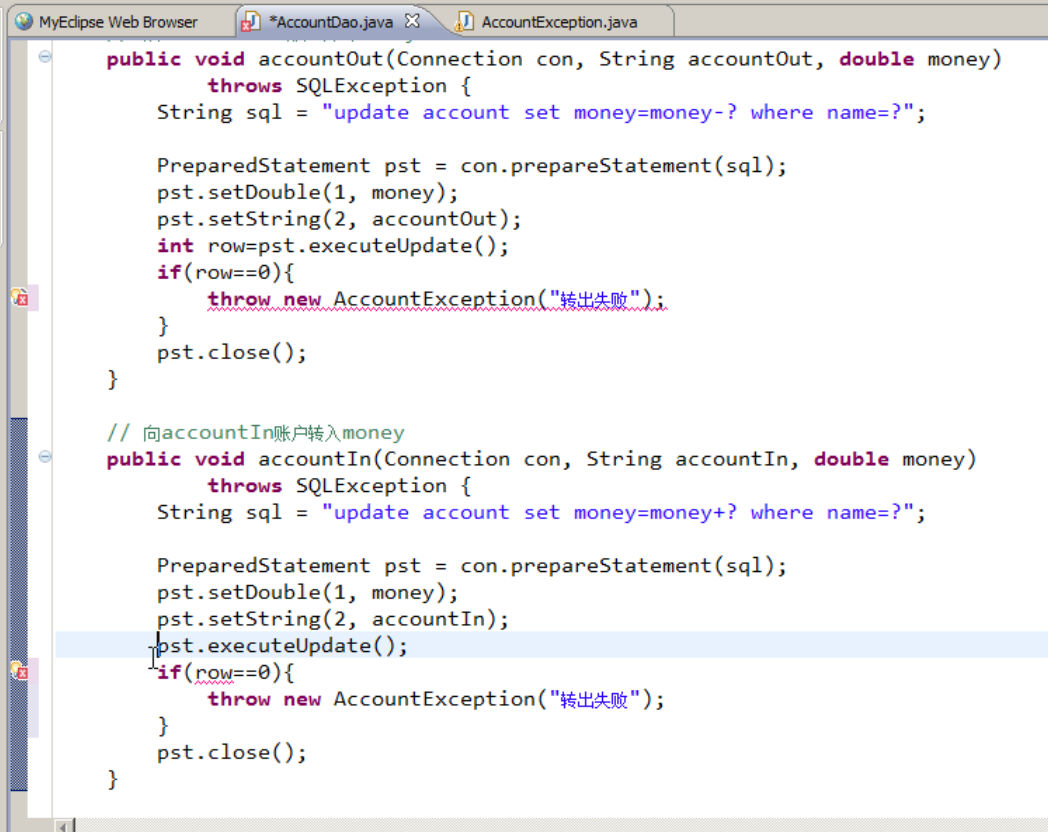 MyEclipse Web Browser *AccountDao.java AccountException.java
public void accountOut(Connection con, String accountOut, double money)
throws SQLException {
String sql = "update account set money=money-? where name=?";
PreparedStatement pst = con.prepareStatement(sql);
pst.setDouble(1, money);
pst.setString(2, accountOut);
int row=pst.executeUpdate();
if(row==0){
throw new AccountException("转出失败");
}
pst.close();
}
// 向accountIn账户转入money
public void accountIn(Connection con, String accountIn, double money)
throws SQLException {
String sql = "update account set money=money+? where name=?";
PreparedStatement pst = con.prepareStatement(sql);
pst.setDouble(1, money);
pst.setString(2, accountIn);
pst.executeUpdate();
if(row==0){
throw new AccountException("转出失败");
}
pst.close();
}